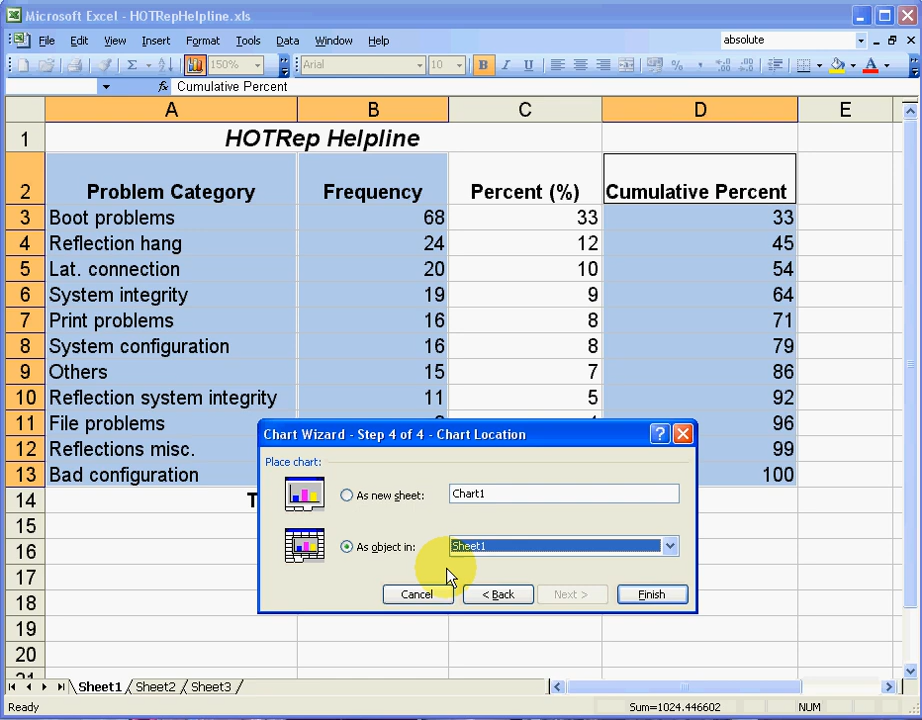 Microsoft Excel - HOTRepHelpline.xls
File Edit View Insert Format Tools Data Window Help absolute
150% Arial 10 B I U
fx Cumulative Percent
A B C D E
1 HOTRep Helpline
2 Problem Category Frequency Percent (%) Cumulative Percent
3 Boot problems 68 33 33
4 Reflection hang 24 12 45
5 Lat. connection 20 10 54
6 System integrity 19 9 64
7 Print problems 16 8 71
8 System configuration 16 8 79
9 Others 15 7 86
10 Reflection system integrity 11 5 92
11 File problems 96
12 Reflections misc. 99
13 Bad configuration 100
14 T
15
16
17
18
19
20
Chart Wizard - Step 4 of 4 - Chart Location
Place chart:
As new sheet: Chart1
As object in: Sheet1
Cancel < Back Next > Finish
Sheet1 Sheet2 Sheet3
Ready Sum=1024.446602 NUM